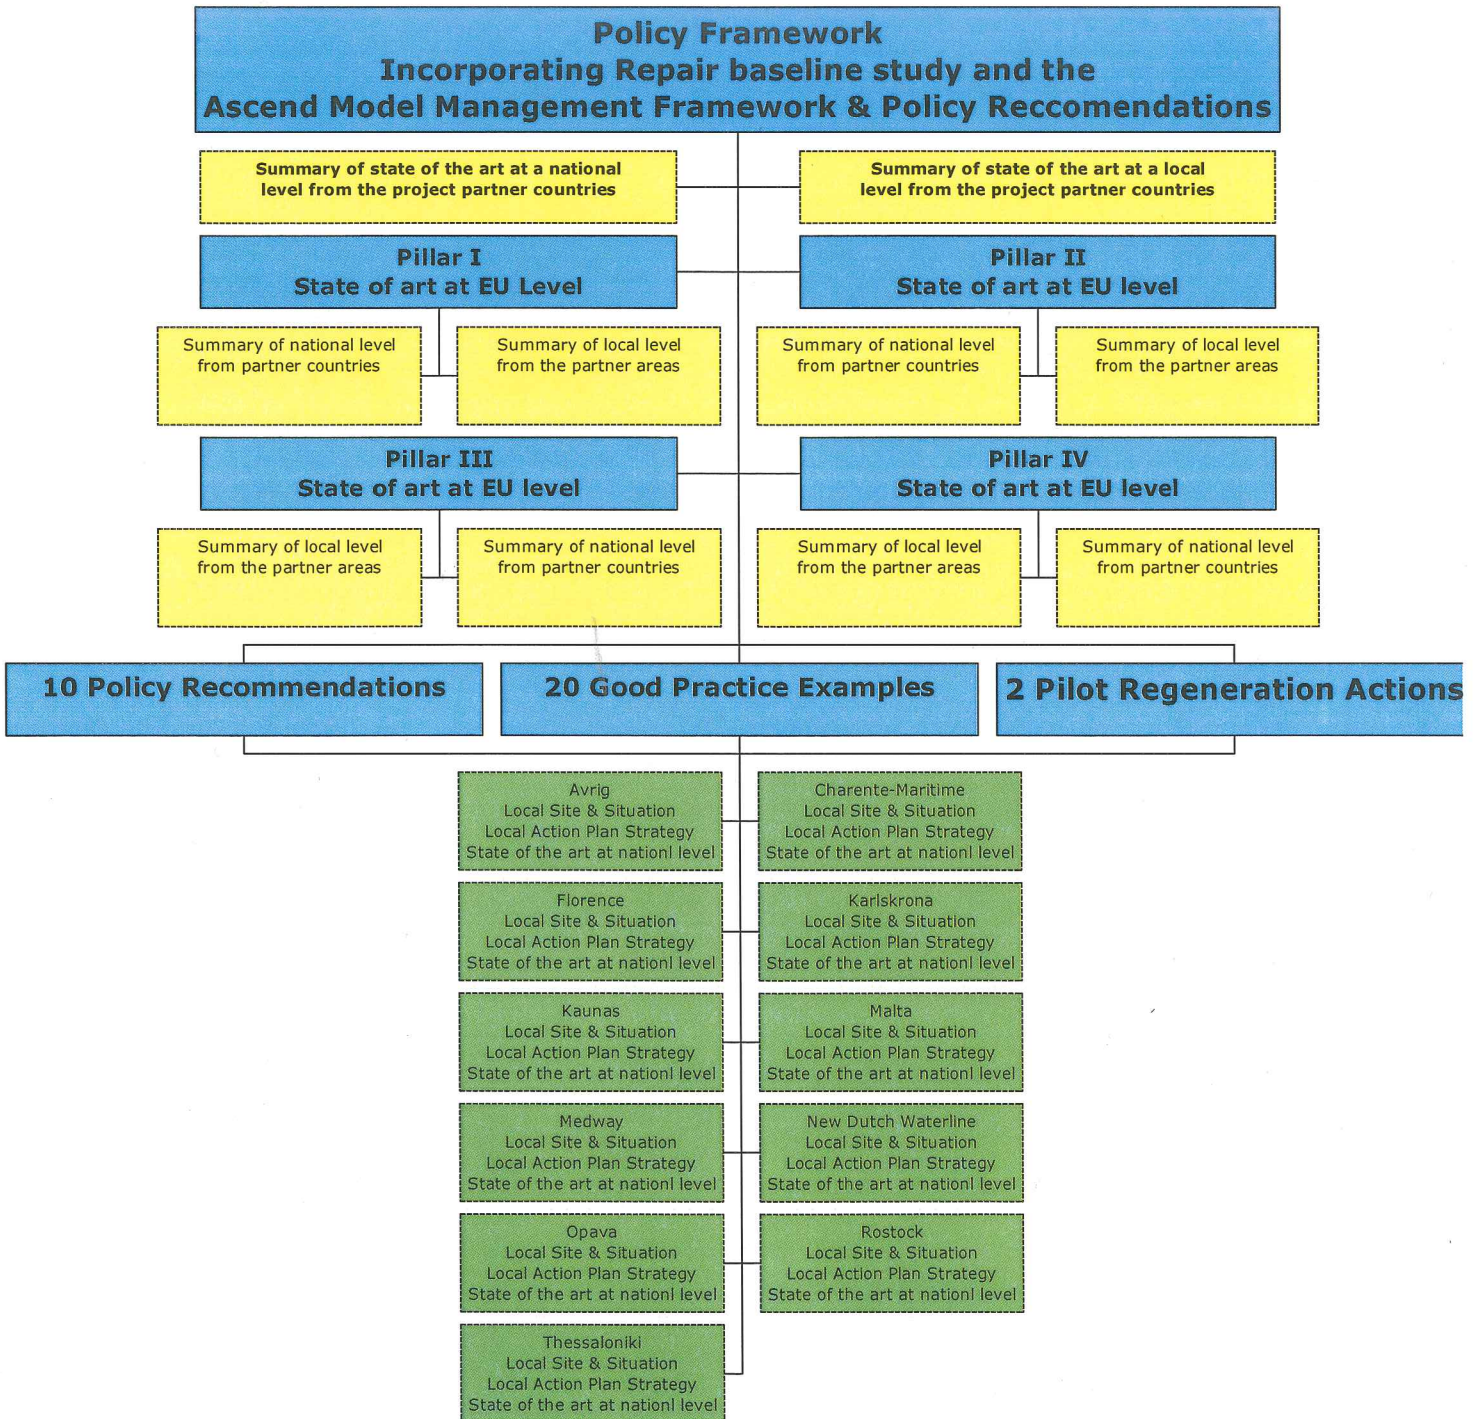 Policy Framework
Incorporating Repair baseline study and the
Ascend Model Management Framework & Policy Reccomendations
Summary of state of the art at a national
level from the project partner countries
Summary of state of the art at a local
level from the project partner countries
Pillar I
State of art at EU Level
Pillar II
State of art at EU level
Summary of national level
from partner countries
Summary of local level
from the partner areas
Summary of national level
from partner countries
Summary of local level
from the partner areas
Pillar III
State of art at EU level
Pillar IV
State of art at EU level
Summary of local level
from the partner areas
Summary of national level
from partner countries
Summary of local level
from the partner areas
Summary of national level
from partner countries
10 Policy Recommendations
20 Good Practice Examples
2 Pilot Regeneration Actions
Avrig
Local Site & Situation
Local Action Plan Strategy
State of the art at nationl level
Charente-Maritime
Local Site & Situation
Local Action Plan Strategy
State of the art at nationl level
Florence
Local Site & Situation
Local Action Plan Strategy
State of the art at nationl level
Karlskrona
Local Site & Situation
Local Action Plan Strategy
State of the art at nationl level
Kaunas
Local Site & Situation
Local Action Plan Strategy
State of the art at nationl level
Malta
Local Site & Situation
Local Action Plan Strategy
State of the art at nationl level
Medway
Local Site & Situation
Local Action Plan Strategy
State of the art at nationl level
New Dutch Waterline
Local Site & Situation
Local Action Plan Strategy
State of the art at nationl level
Opava
Local Site & Situation
Local Action Plan Strategy
State of the art at nationl level
Rostock
Local Site & Situation
Local Action Plan Strategy
State of the art at nationl level
Thessaloniki
Local Site & Situation
Local Action Plan Strategy
State of the art at nationl level